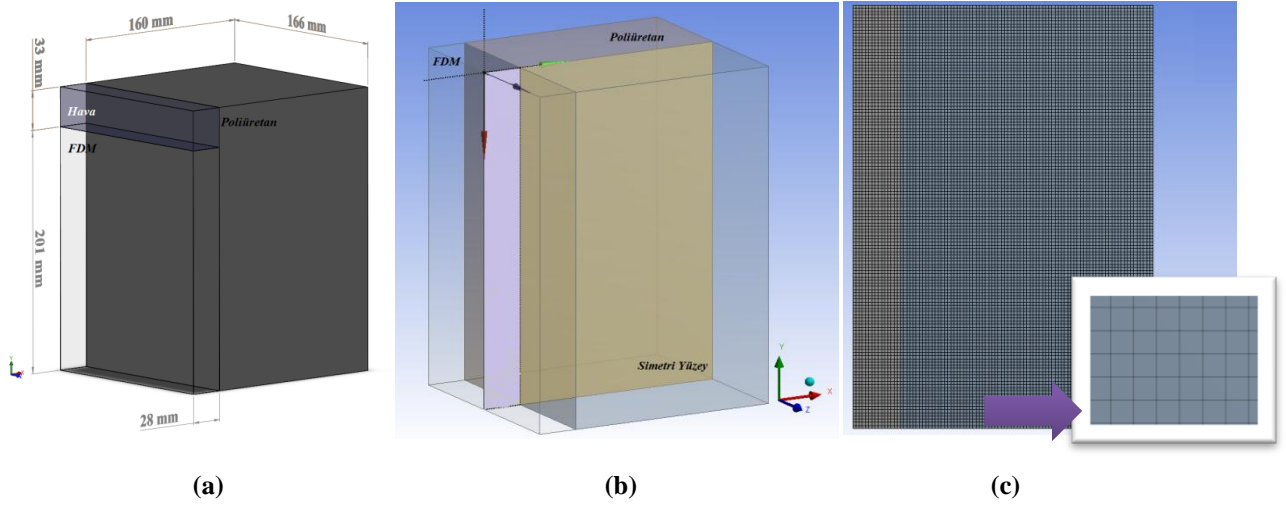 160 mm
166 mm
33 mm
Hava
Poliüretan
FDM
201 mm
28 mm
(a)
Poliüretan
FDM
Simetri Yüzey
Y
X
Z
(b)
(c)